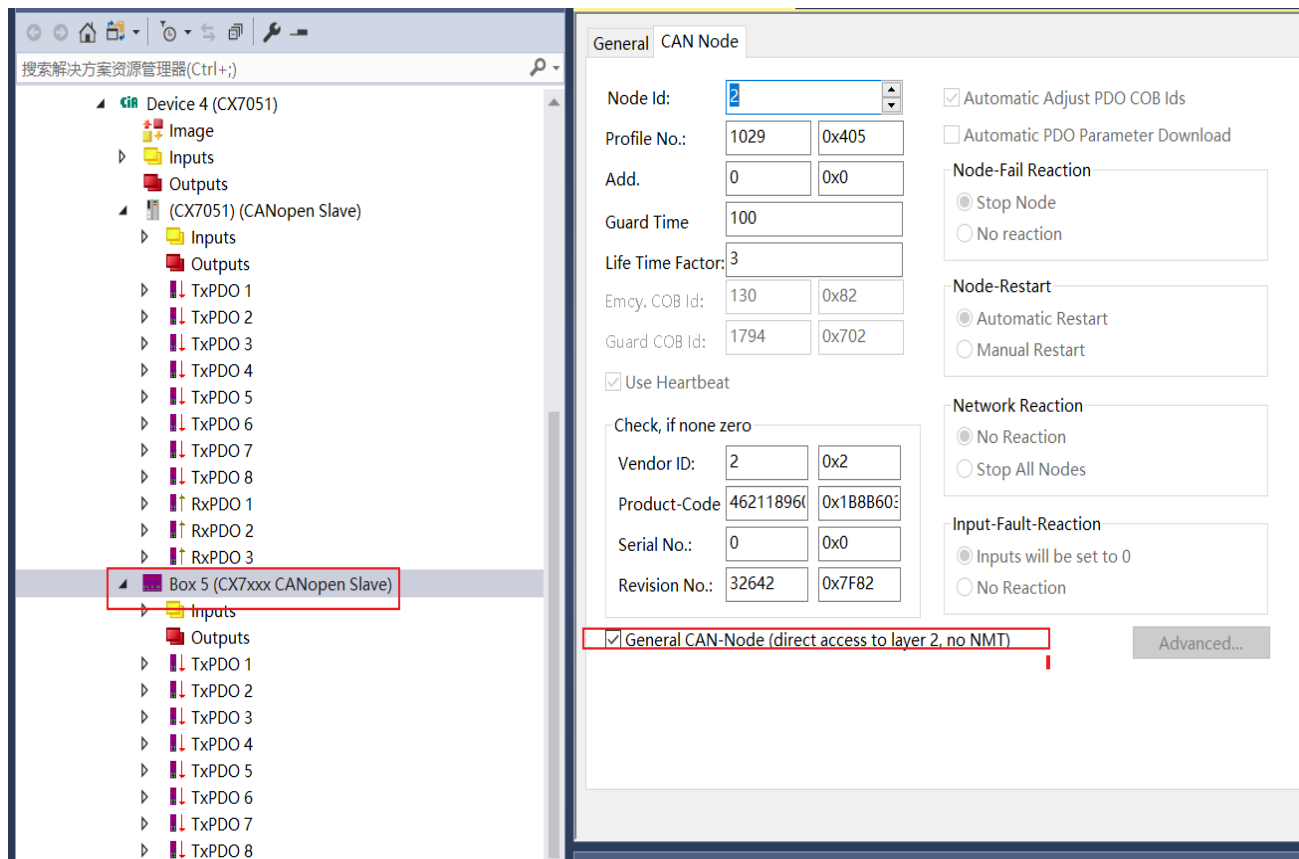 搜索解决方案资源管理器(Ctrl+;)
CiA Device 4 (CX7051)
Image
Inputs
Outputs
(CX7051) (CANopen Slave)
Inputs
Outputs
TxPDO 1
TxPDO 2
TxPDO 3
TxPDO 4
TxPDO 5
TxPDO 6
TxPDO 7
TxPDO 8
RxPDO 1
RxPDO 2
RxPDO 3
Box 5 (CX7xxx CANopen Slave)
Inputs
Outputs
TxPDO 1
TxPDO 2
TxPDO 3
TxPDO 4
TxPDO 5
TxPDO 6
TxPDO 7
TxPDO 8
General CAN Node
Node Id: 2
Profile No.: 1029 0x405
Add. 0 0x0
Guard Time 100
Life Time Factor: 3
Emcy. COB Id: 130 0x82
Guard COB Id: 1794 0x702
Use Heartbeat
Check, if none zero
Vendor ID: 2 0x2
Product-Code 46211896 0x1B8B603
Serial No.: 0 0x0
Revision No.: 32642 0x7F82
General CAN-Node (direct access to layer 2, no NMT)
Automatic Adjust PDO COB Ids
Automatic PDO Parameter Download
Node-Fail Reaction
Stop Node
No reaction
Node-Restart
Automatic Restart
Manual Restart
Network Reaction
No Reaction
Stop All Nodes
Input-Fault-Reaction
Inputs will be set to 0
No Reaction
Advanced...